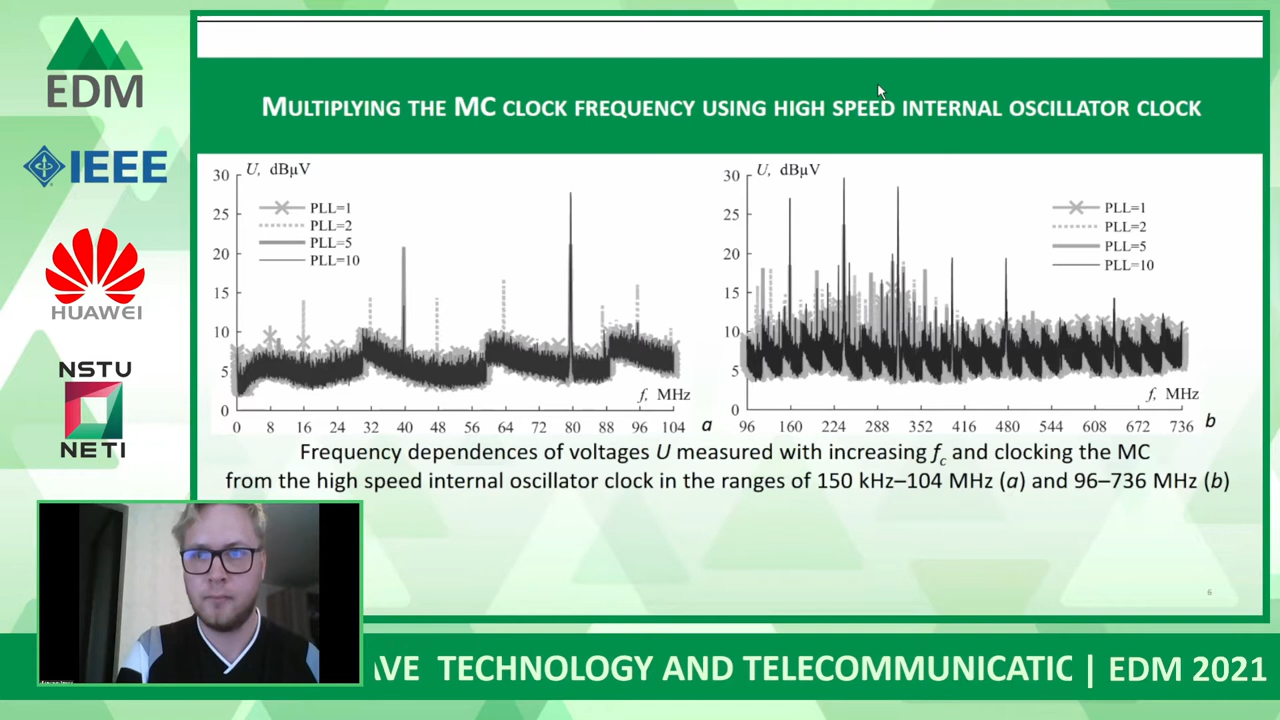 EDM
IEEE
HUAWEI
NSTU
NETI
MULTIPLYING THE MC CLOCK FREQUENCY USING HIGH SPEED INTERNAL OSCILLATOR CLOCK
U, dBµV
30
25
20
15
10
5
0
PLL=1
PLL=2
PLL=5
PLL=10
f, MHz
0 8 16 24 32 40 48 56 64 72 80 88 96 104
a
U, dBµV
30
25
20
15
10
5
0
PLL=1
PLL=2
PLL=5
PLL=10
f, MHz
96 160 224 288 352 416 480 544 608 672 736
b
Frequency dependences of voltages U measured with increasing fc and clocking the MC
from the high speed internal oscillator clock in the ranges of 150 kHz–104 MHz (a) and 96–736 MHz (b)
6
AVE TECHNOLOGY AND TELECOMMUNICATIC | EDM 2021